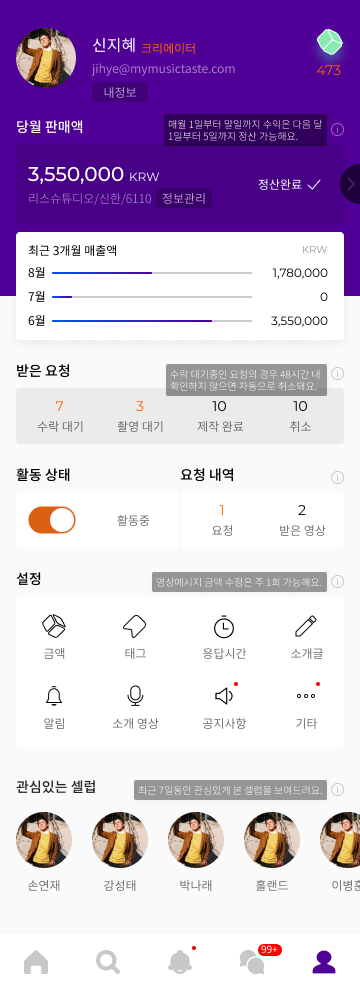 신지혜 크리에이터
jihye@mymusictaste.com
내정보
473
당월 판매액
매월 1일부터 말일까지 수익은 다음 달
1일부터 5일까지 정산 가능해요.
3,550,000 KRW
정산완료
리스슈튜디오/신한/6110 정보관리
최근 3개월 매출액
KRW
8월 1,780,000
7월 0
6월 3,550,000
받은 요청
수락 대기중인 요청의 경우 48시간 내
확인하지 않으면 자동으로 취소돼요.
7 3 10 10
수락 대기 촬영 대기 제작 완료 취소
활동 상태 요청 내역
활동중
1 2
요청 받은 영상
설정
영상메시지 금액 수정은 주 1회 가능해요.
금액 태그 응답시간 소개글
알림 소개 영상 공지사항 기타
관심있는 셀럽
최근 7일동안 관심있게 본 셀럽을 보여드려요.
손연재 강성태 박나래 홀랜드 이병훈
99+